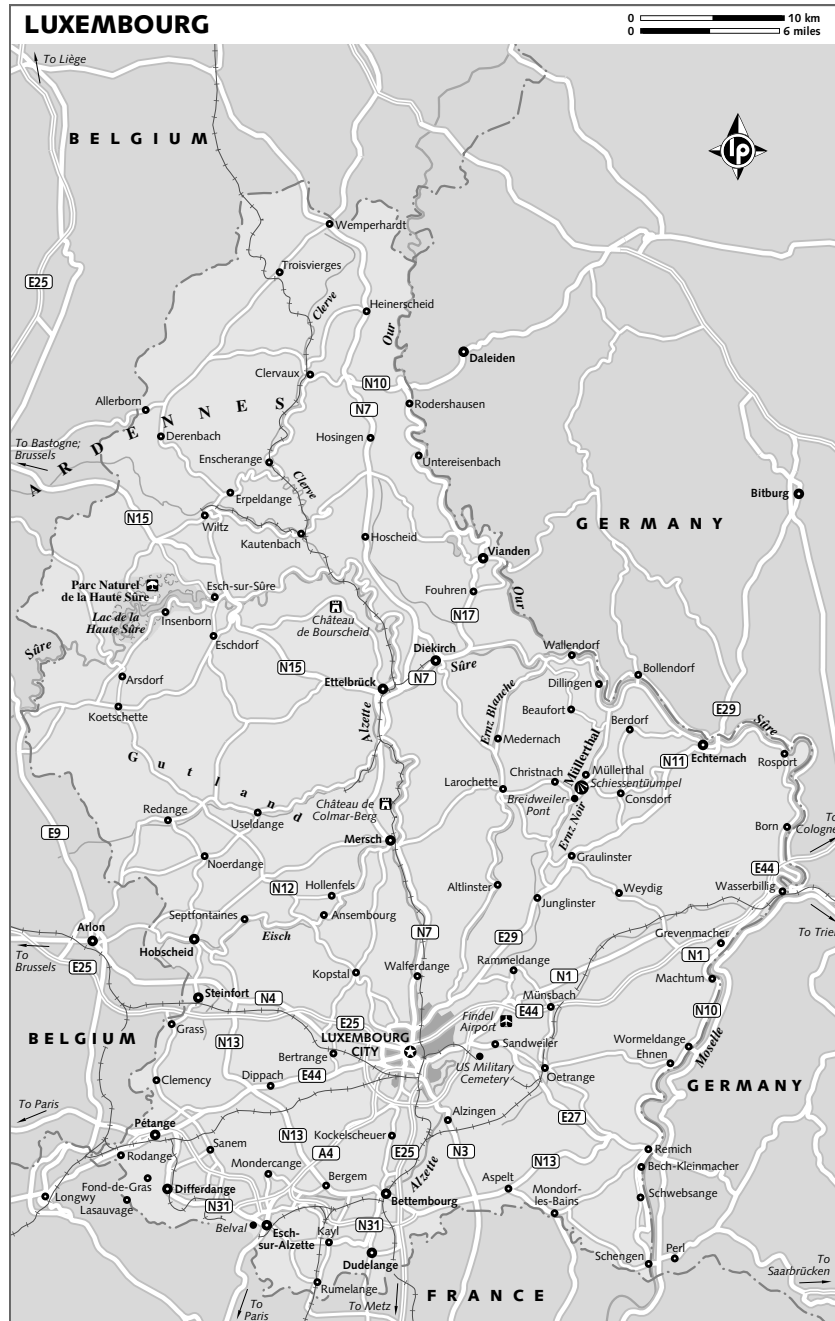 LUXEMBOURG
0 10 km
0 6 miles
To Liège
BELGIUM
lp
Wemperhardt
Troisvierges
E25
Clerve
Heinerscheid
Our
Daleiden
Clervaux
N10
Allerborn
N7
Rodershausen
ARDENNES
Derenbach
Hosingen
To Bastogne;
Brussels
Enscherange
Untereisenbach
Clerve
Erpeldange
Bitburg
N15
Wiltz
GERMANY
Kautenbach
Hoscheid
Vianden
Parc Naturel
de la Haute Sûre
Esch-sur-Sûre
Fouhren
Our
Lac de la
Haute Sûre
Insenborn
Château
de Bourscheid
N17
Eschdorf
Sûre
Diekirch
Wallendorf
Sûre
Bollendorf
Arsdorf
N15
Ettelbrück
N7
Dillingen
Koetschette
Ernz Blanche
Beaufort
E29
Alzette
Berdorf
Sûre
Medernach
Müllerthal
Echternach
Gutland
N11
Rosport
Christnach
Müllerthal
Larochette
Schiessentüümpel
Château de
Colmar-Berg
Breidweiler
Pont
Consdorf
Redange
Useldange
Ernz Noir
To
Cologne
E9
Mersch
Born
Noerdange
Graulinster
E44
N12
Hollenfels
Altlinster
Weydig
Wasserbillig
Septfontaines
Ansembourg
Junglinster
Arlon
Eisch
To Trier
Hobscheid
N7
E29
Grevenmacher
To
Brussels
E25
N1
Kopstal
Walferdange
Rammeldange
N1
Machtum
Steinfort
N4
Münsbach
E25
Findel
Airport
E44
N10
BELGIUM
Grass
LUXEMBOURG
CITY
N13
Sandweiler
Wormeldange
Bertrange
US Military
Cemetery
Ehnen
Moselle
Clemency
Dippach
E44
Oetrange
GERMANY
To Paris
Alzingen
E27
Pétange
N13
Kockelscheuer
Sanem
A4
E25
N3
Remich
Rodange
N13
Mondercange
Alzette
Bech-Kleinmacher
Fond-de-Gras
Bergem
Aspelt
Differdange
Mondorf-
les-Bains
Schwebsange
Longwy
Lasauvage
Bettembourg
N31
Belval
Esch-
sur-Alzette
N31
Kayl
Schengen
Perl
Dudelange
To
Saarbrücken
Rumelange
To
Paris
To Metz
FRANCE